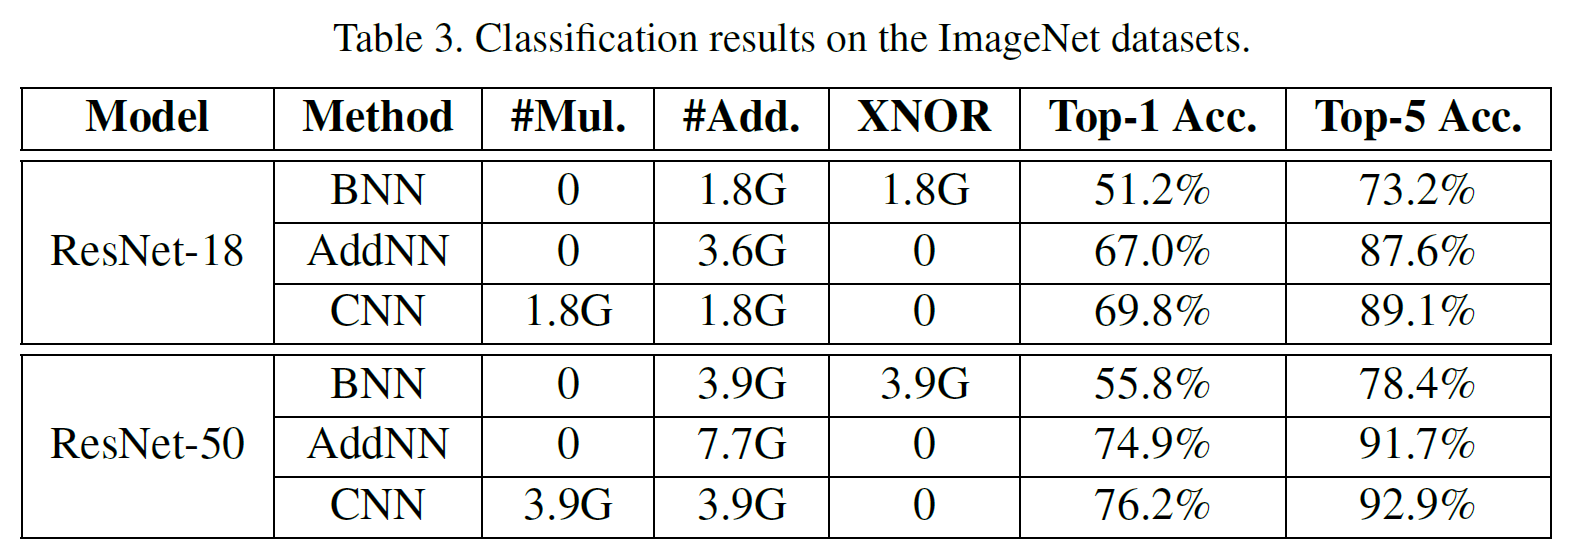 Table 3. Classification results on the ImageNet datasets.
Model Method #Mul. #Add. XNOR Top-1 Acc. Top-5 Acc.
ResNet-18 BNN 0 1.8G 1.8G 51.2% 73.2%
AddNN 0 3.6G 0 67.0% 87.6%
CNN 1.8G 1.8G 0 69.8% 89.1%
ResNet-50 BNN 0 3.9G 3.9G 55.8% 78.4%
AddNN 0 7.7G 0 74.9% 91.7%
CNN 3.9G 3.9G 0 76.2% 92.9%